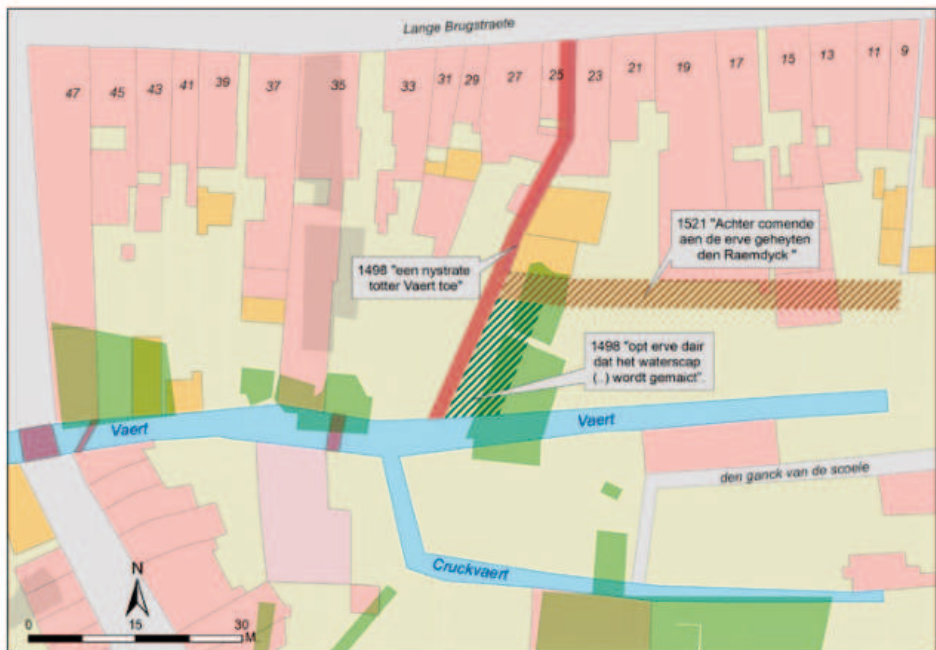 Lange Brugstraete
47 45 43 41 39 37 35 33 31 29 27 25 23 21 19 17 15 13 11 9
1521 "Achter comende
aen de erve geheyten
den Raemdyck "
1498 "een nystrate
totter Vaert toe"
1498 "opt erve dair
dat het waterscap
(..) wordt gemaict".
Vaert
Vaert
den ganck van de scoele
Cruckvaert
N
0 15 30
M.